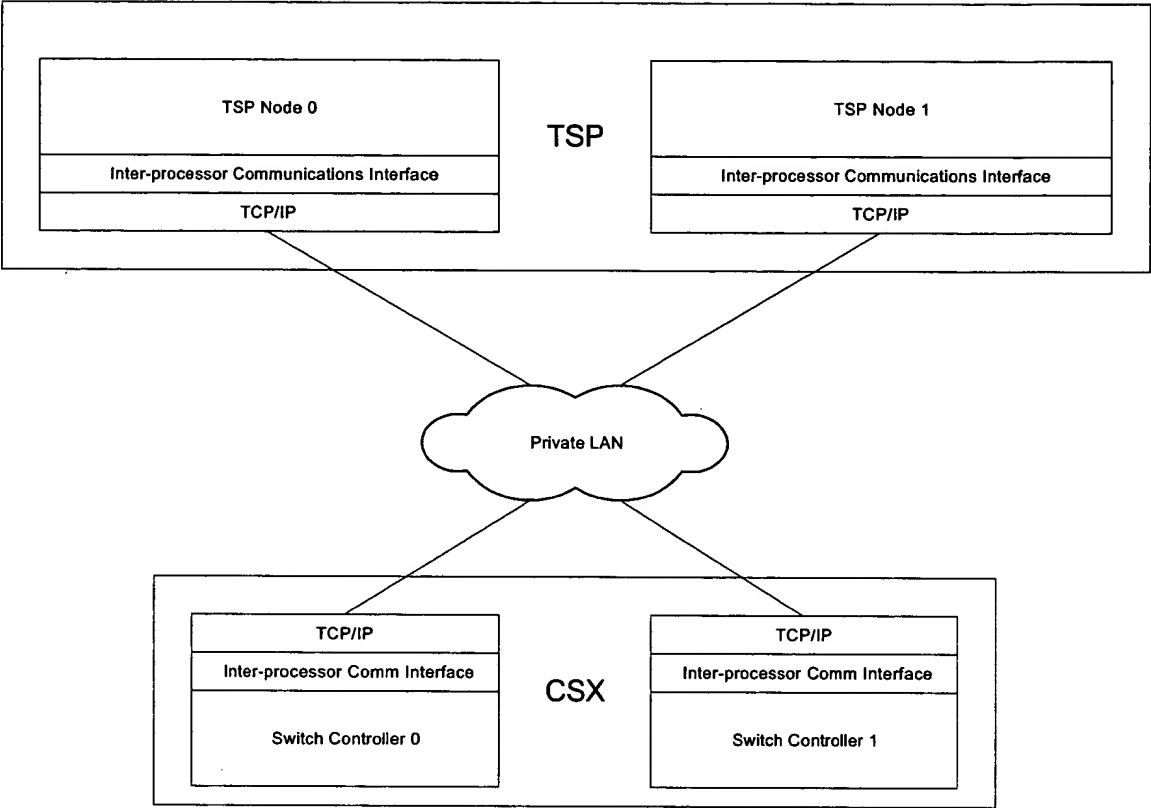 TSP Node 0
Inter-processor Communications Interface
TCP/IP
TSP
TSP Node 1
Inter-processor Communications Interface
TCP/IP
Private LAN
TCP/IP
Inter-processor Comm Interface
Switch Controller 0
CSX
TCP/IP
Inter-processor Comm Interface
Switch Controller 1